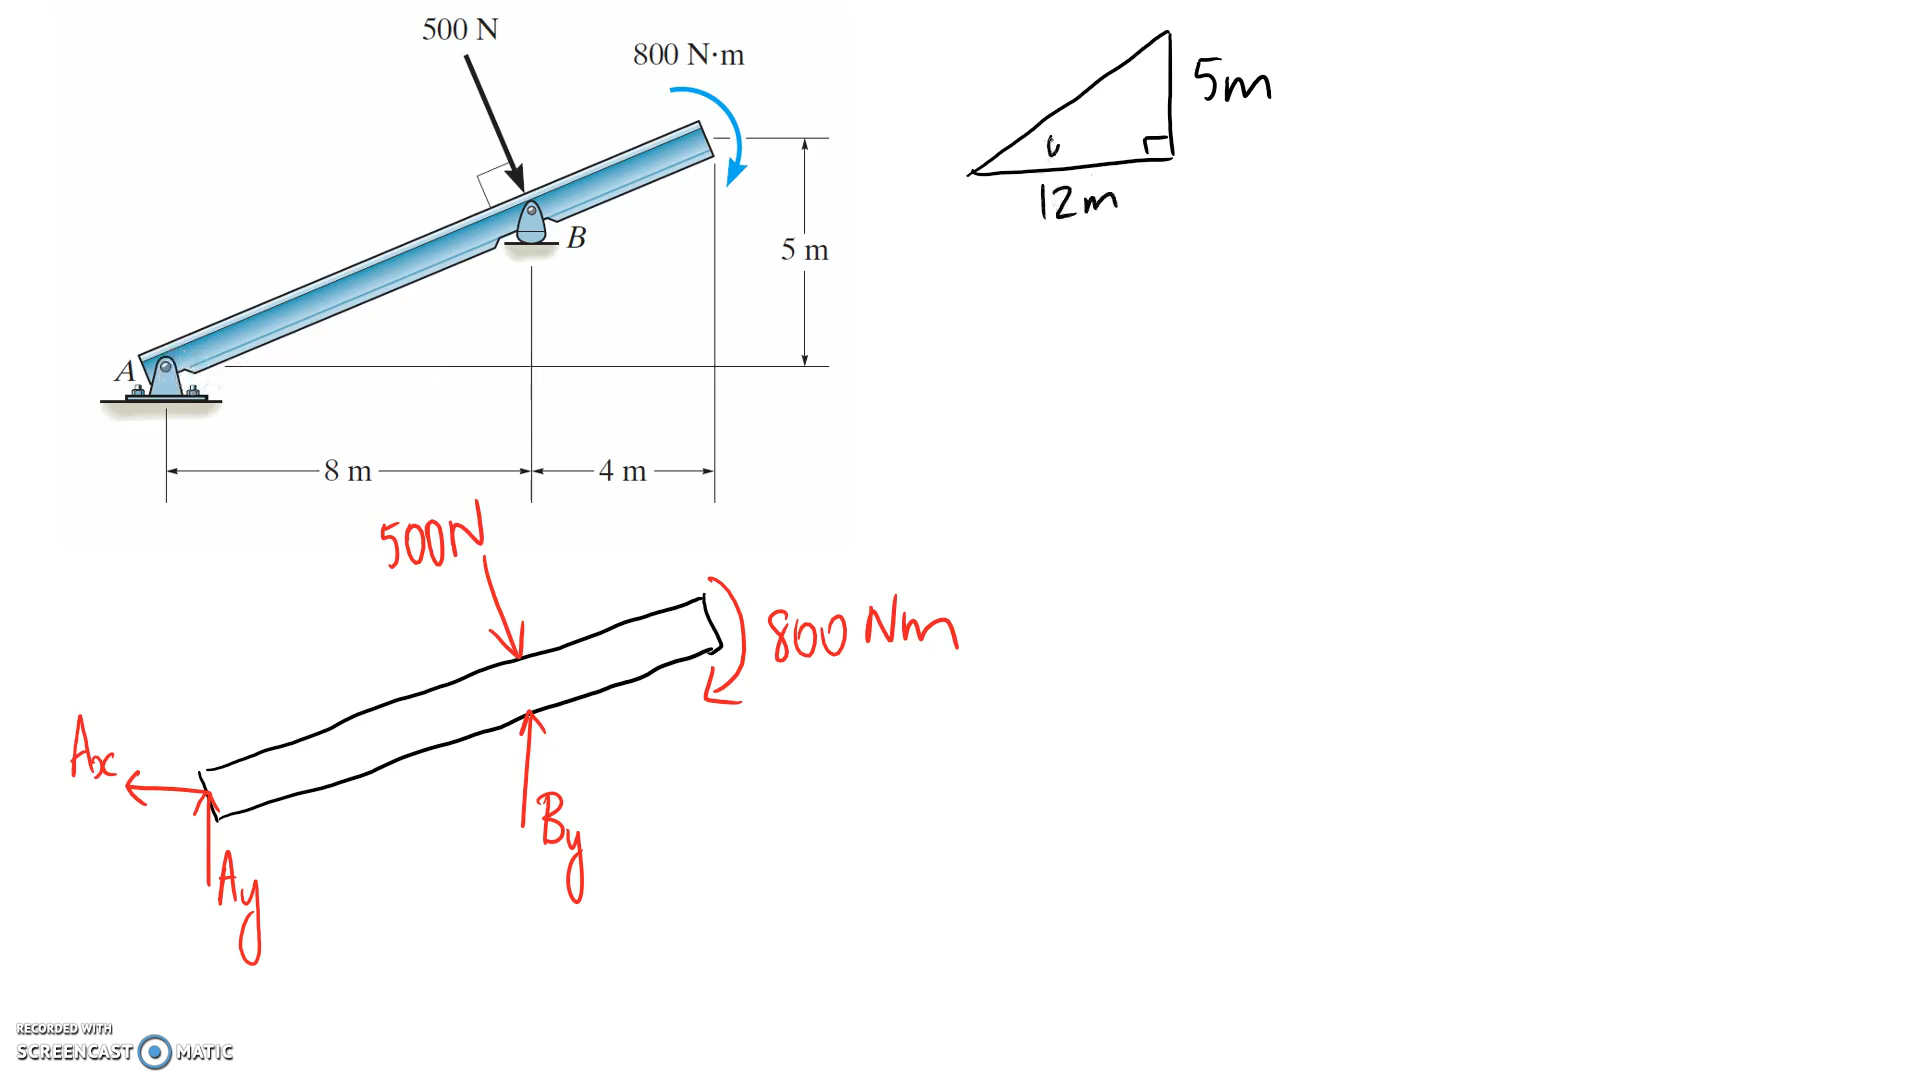 500 N
800 N·m
5m
12m
B
5 m
A
8 m
4 m
500N
800 Nm
Ax
By
Ay
RECORDED WITH
SCREENCAST MATIC